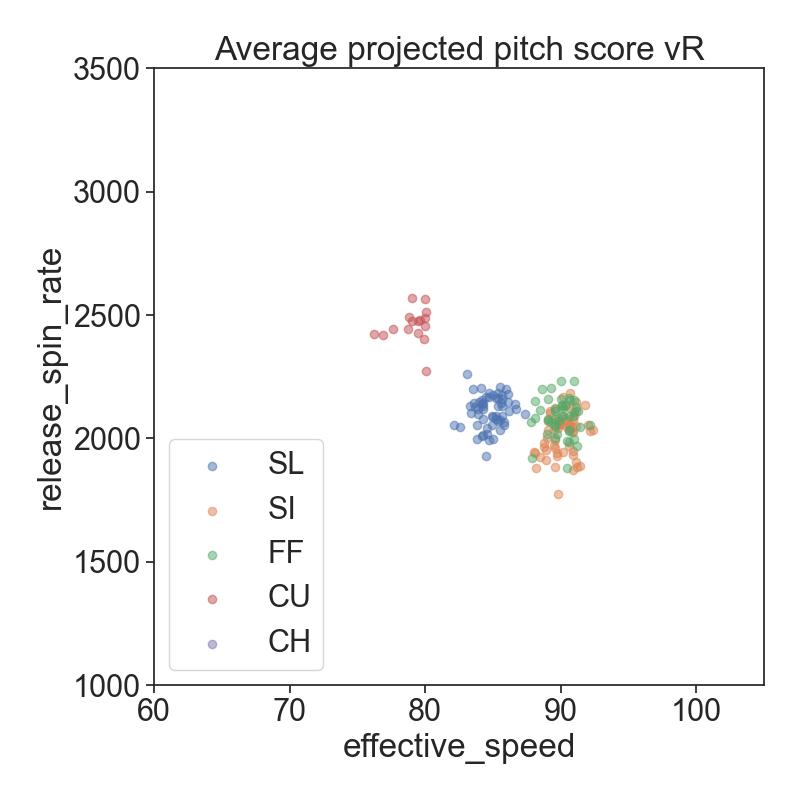 Average projected pitch score vR
3500
3000
2500
2000
1500
1000
release_spin_rate
SL
SI
FF
CU
CH
60 70 80 90 100
effective_speed